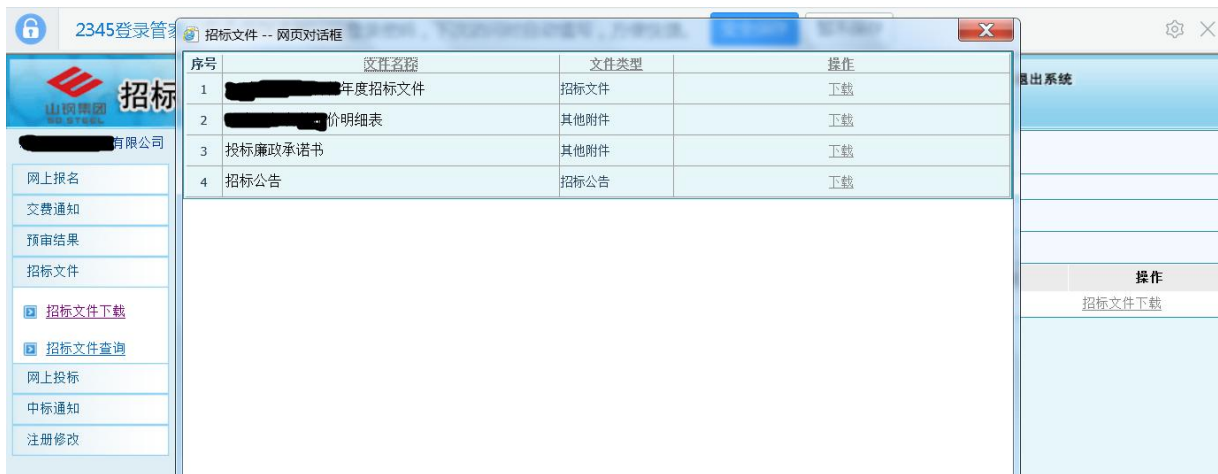 2345登录管家
招标文件 -- 网页对话框
山钢集团
SD STEEL
招标
退出系统
有限公司
网上报名
交费通知
预审结果
招标文件
招标文件下载
招标文件查询
网上投标
中标通知
注册修改
序号 文件名称 文件类型 操作
1 年度招标文件 招标文件 下载
2 价明细表 其他附件 下载
3 投标廉政承诺书 其他附件 下载
4 招标公告 招标公告 下载
操作
招标文件下载